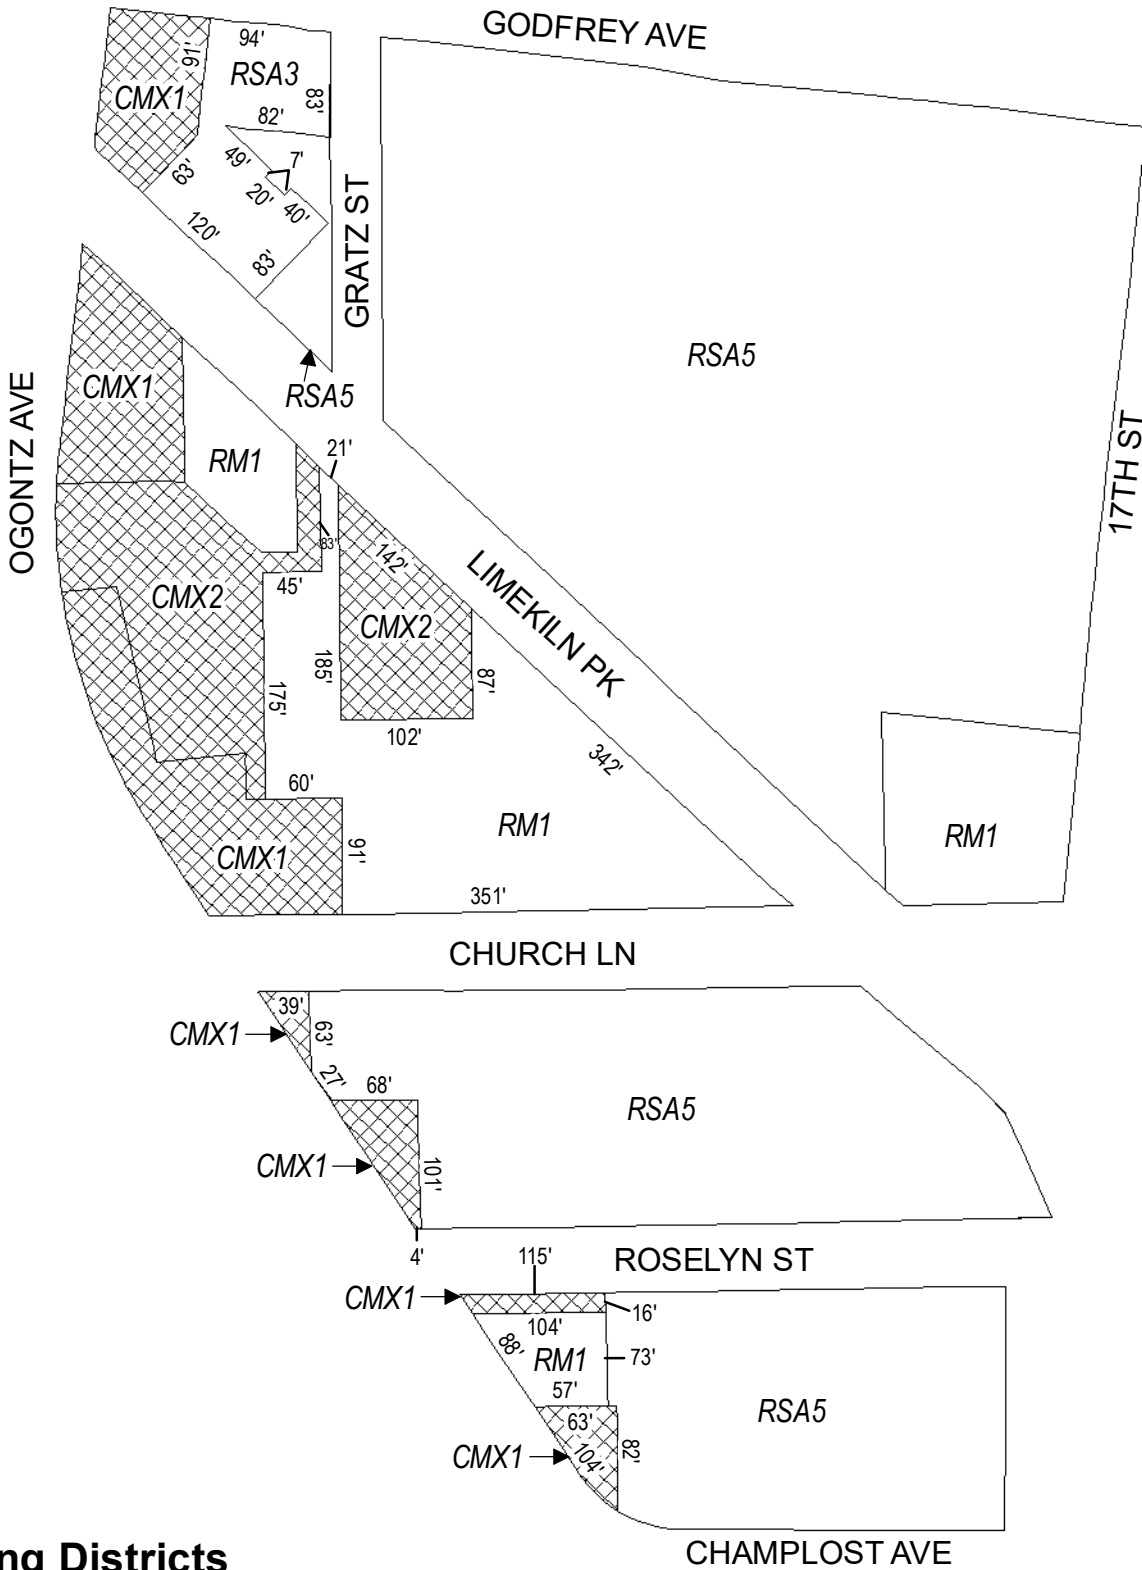 GODFREY AVE
94'
91'
RSA3
CMX1
83'
82'
49'
7'
63'
20'
40'
120'
83'
GRATZ ST
RSA5
RSA5
OGONTZ AVE
CMX1
17TH ST
RM1
21'
83'
142'
LIMEKILN PK
45'
CMX2
CMX2
185'
87'
175'
102'
342'
60'
RM1
RM1
CMX1
91'
351'
CHURCH LN
39'
CMX1
63'
27'
68'
RSA5
CMX1
101'
4'
115'
ROSELYN ST
CMX1
16'
104'
88'
RM1
73'
57'
RSA5
63'
CMX1
104'
82'
ng Districts
CHAMPLOST AVE